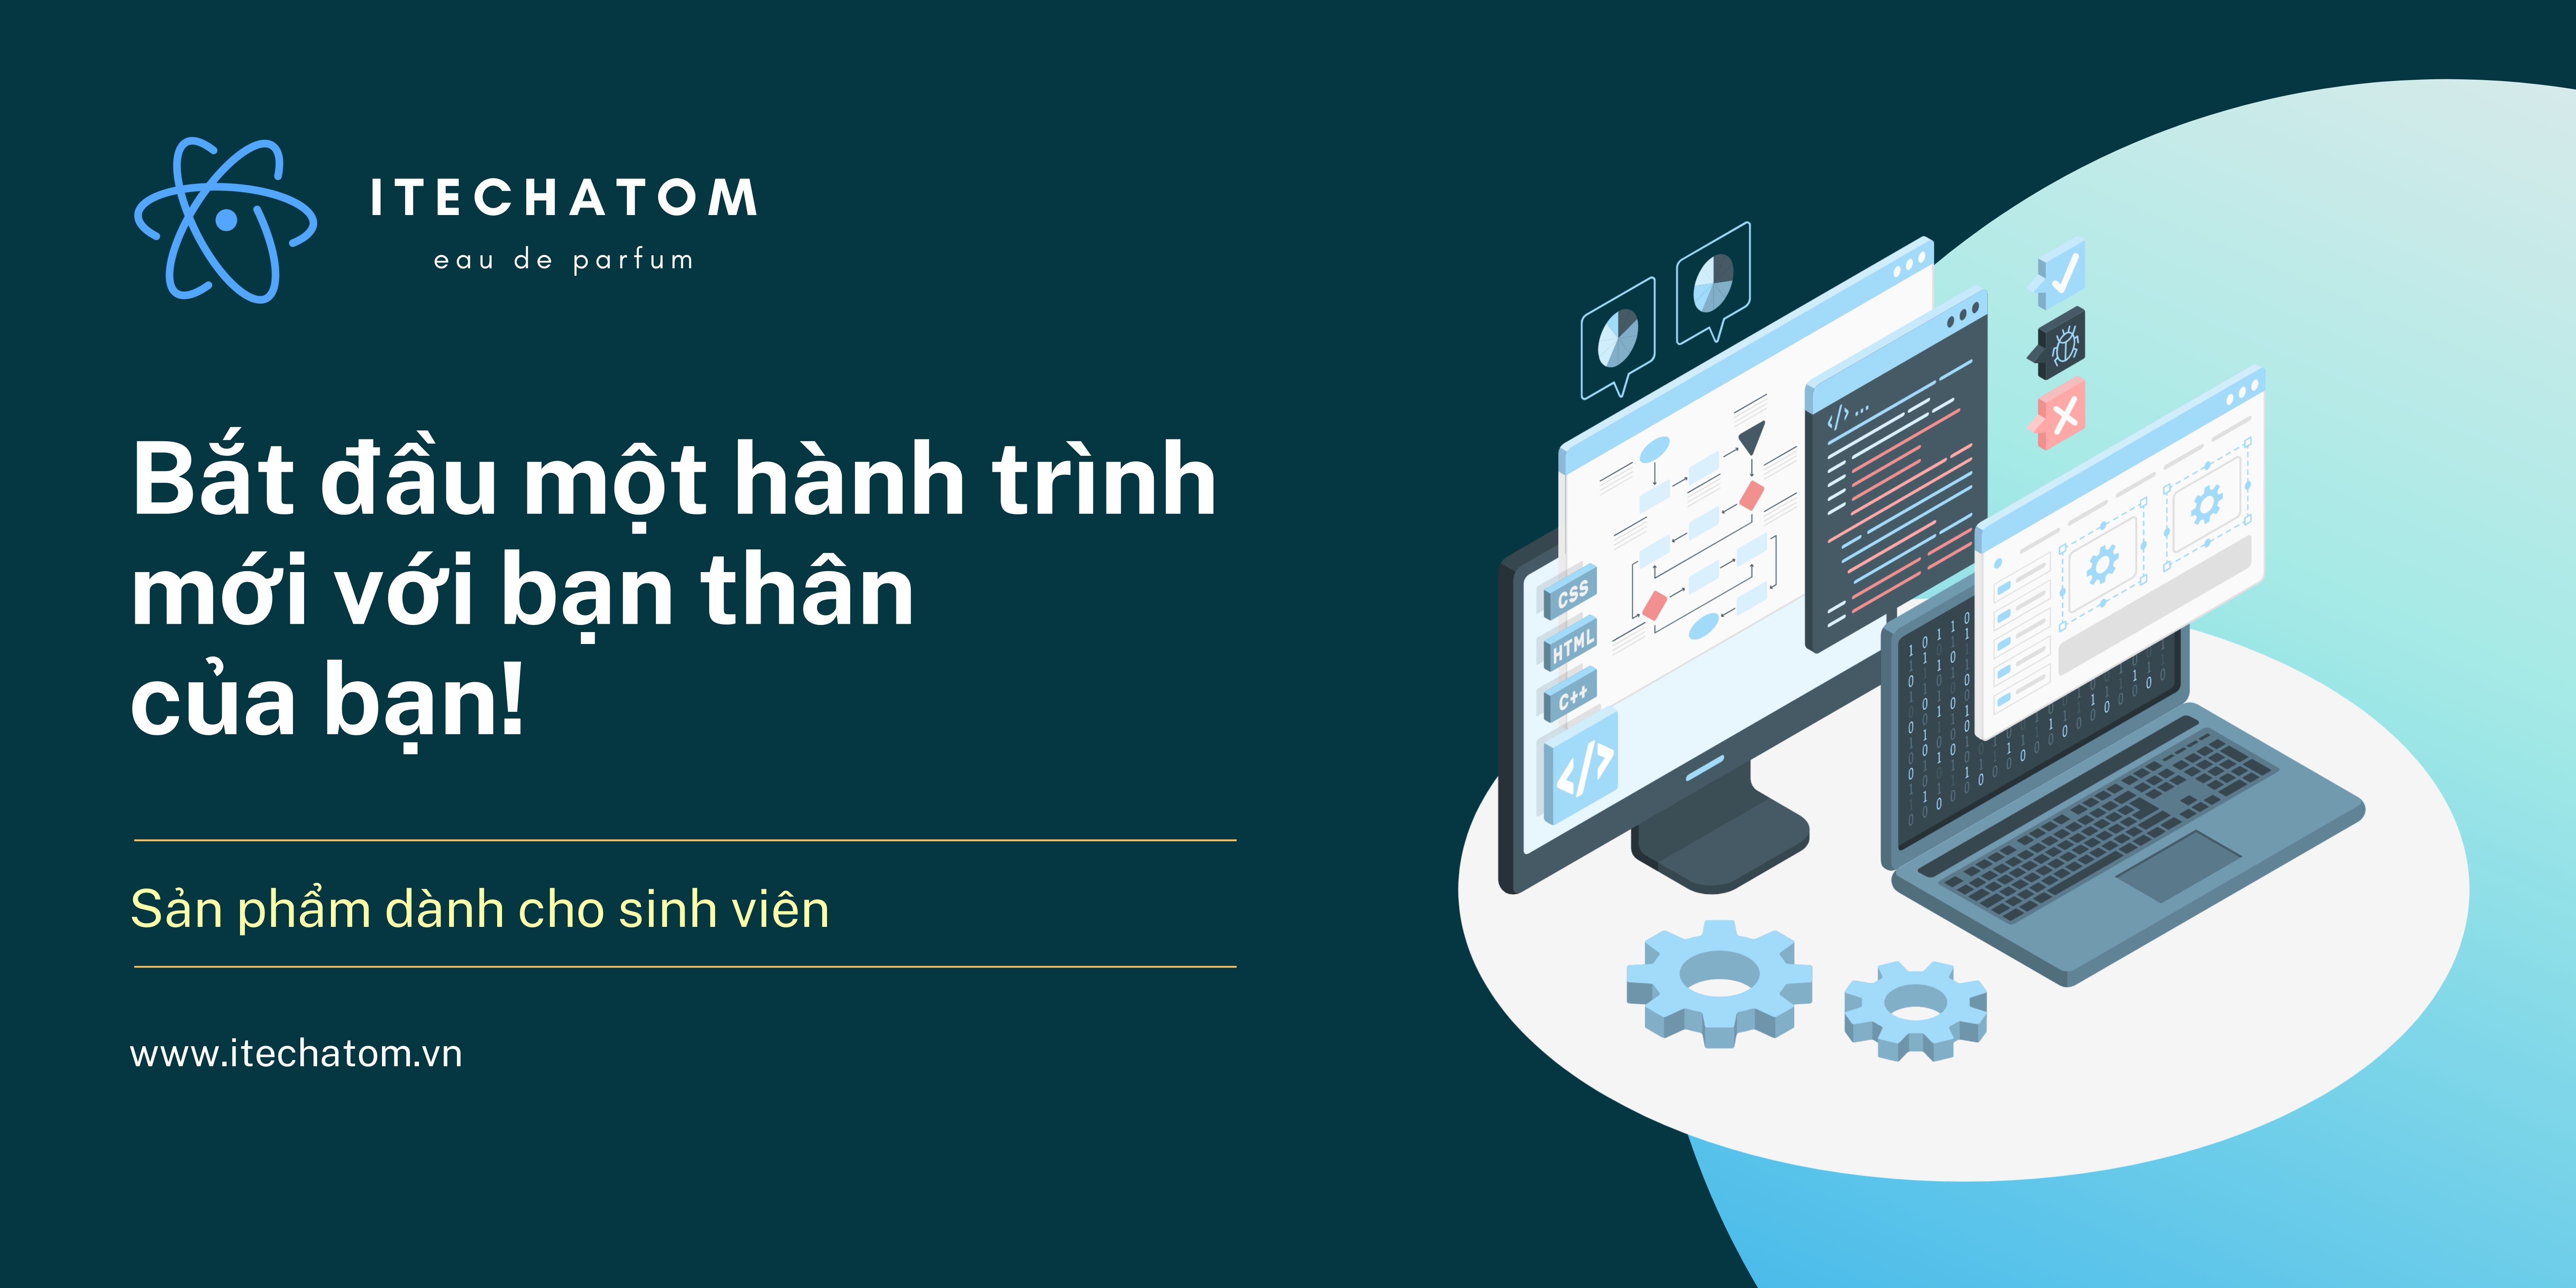 ITECHATOM
eau de parfum
Bắt đầu một hành trình
mới với bạn thân
của bạn!
Sản phẩm dành cho sinh viên
www.itechatom.vn
CSS
HTML
C++
</>
</>...